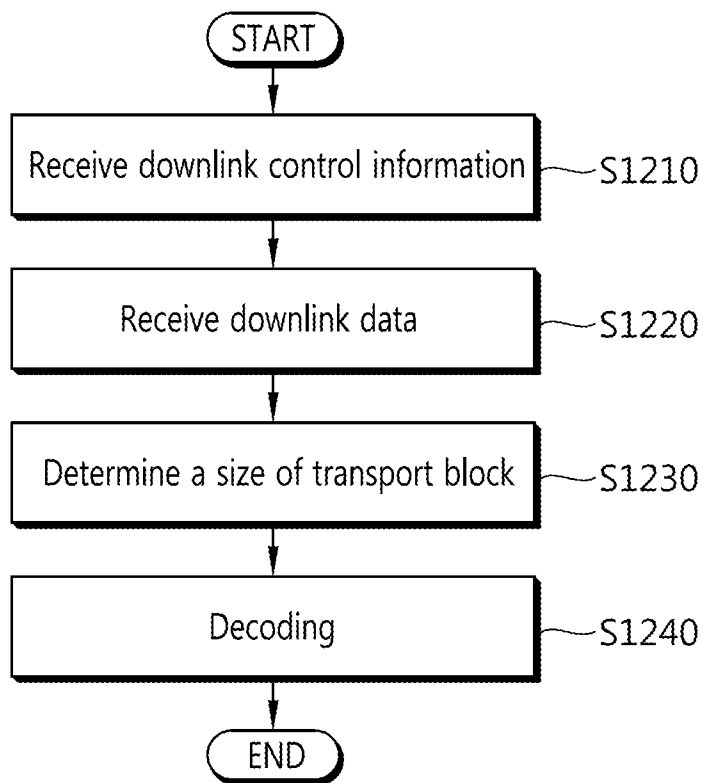 START
Receive downlink control information
S1210
Receive downlink data
S1220
Determine a size of transport block
S1230
Decoding
S1240
END